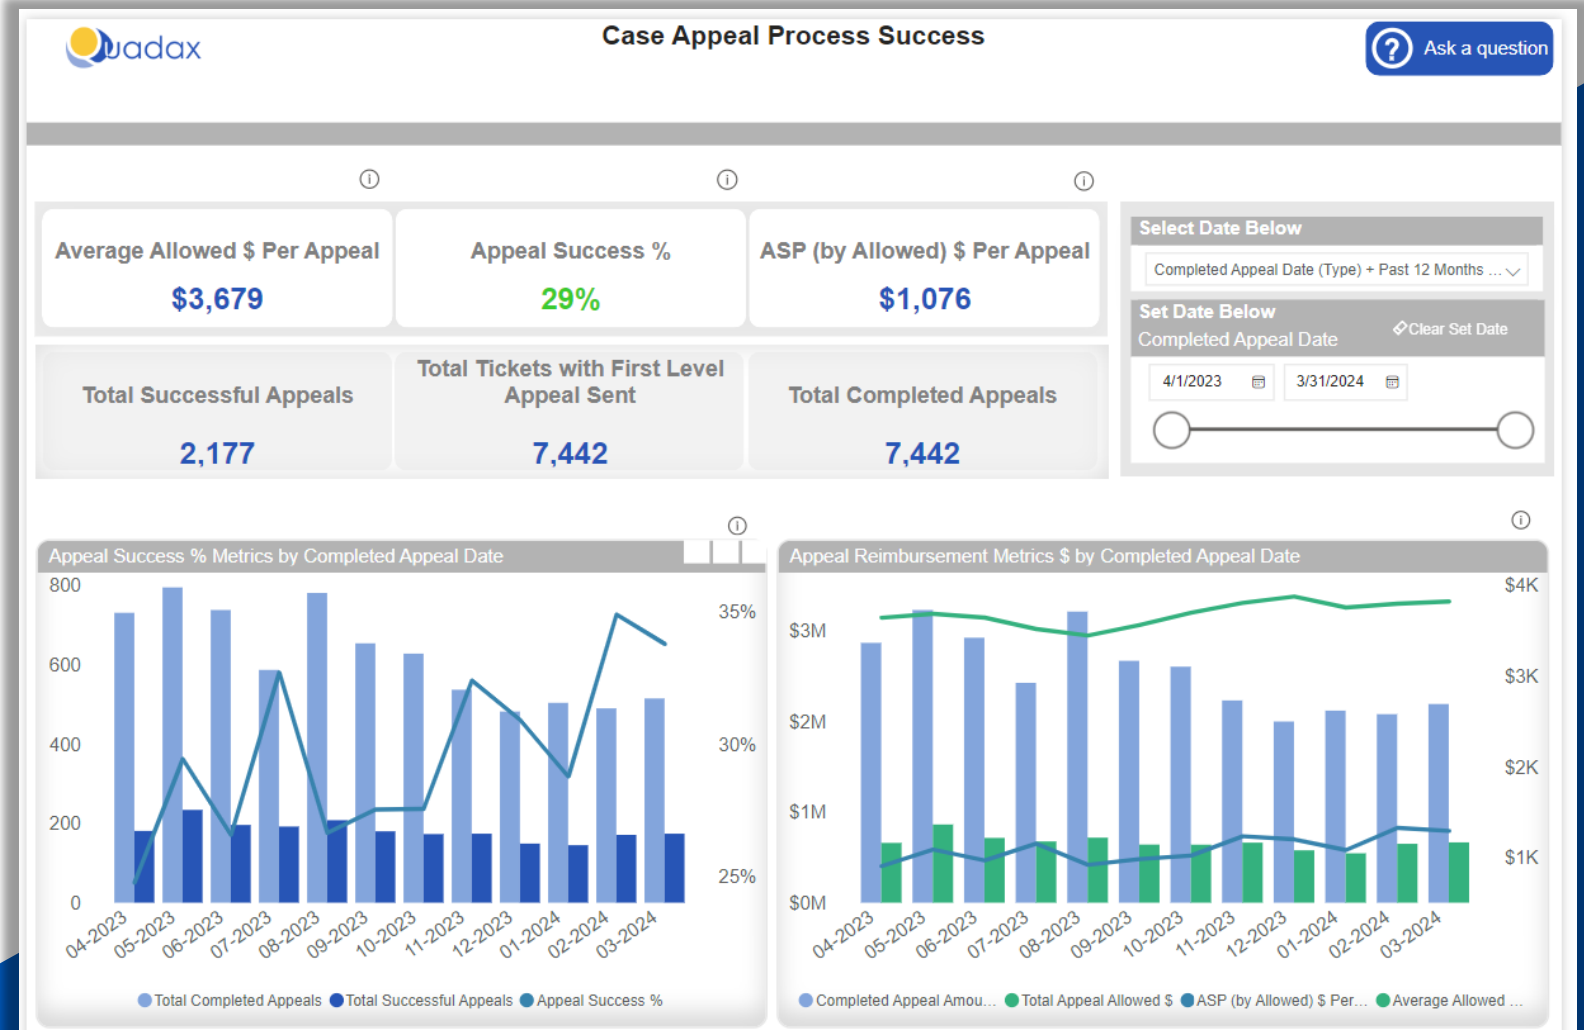 Quadax
Case Appeal Process Success
Ask a question
Average Allowed $ Per Appeal
$3,679
Appeal Success %
29%
ASP (by Allowed) $ Per Appeal
$1,076
Total Successful Appeals
2,177
Total Tickets with First Level
Appeal Sent
7,442
Total Completed Appeals
7,442
Select Date Below
Completed Appeal Date (Type) + Past 12 Months ...
Set Date Below
Completed Appeal Date
Clear Set Date
4/1/2023
3/31/2024
Appeal Success % Metrics by Completed Appeal Date
800
600
400
200
0
35%
30%
25%
04-2023
05-2023
06-2023
07-2023
08-2023
09-2023
10-2023
11-2023
12-2023
01-2024
02-2024
03-2024
Total Completed Appeals Total Successful Appeals Appeal Success %
Appeal Reimbursement Metrics $ by Completed Appeal Date
$3M
$2M
$1M
$0M
$4K
$3K
$2K
$1K
04-2023
05-2023
06-2023
07-2023
08-2023
09-2023
10-2023
11-2023
12-2023
01-2024
02-2024
03-2024
Completed Appeal Amou... Total Appeal Allowed $ ASP (by Allowed) $ Per... Average Allowed ...